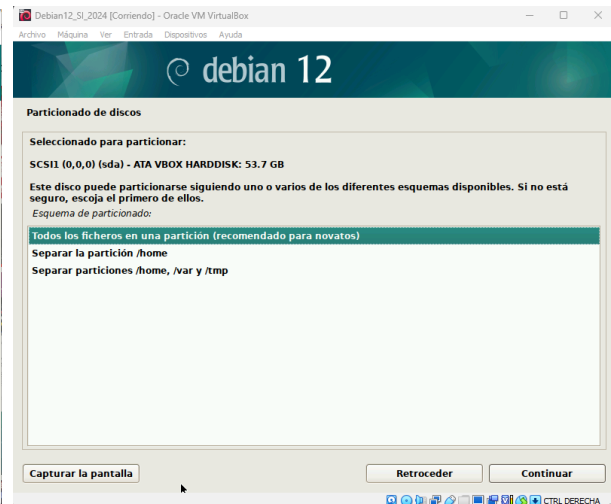 Debian12_SI_2024 [Corriendo] - Oracle VM VirtualBox
Archivo Máquina Ver Entrada Dispositivos Ayuda
debian 12
Particionado de discos
Seleccionado para particionar:
SCSI1 (0,0,0) (sda) - ATA VBOX HARDDISK: 53.7 GB
Este disco puede particionarse siguiendo uno o varios de los diferentes esquemas disponibles. Si no está
seguro, escoja el primero de ellos.
Esquema de particionado:
Todos los ficheros en una partición (recomendado para novatos)
Separar la partición /home
Separar particiones /home, /var y /tmp
Capturar la pantalla
Retroceder
Continuar
CTRL DERECHA